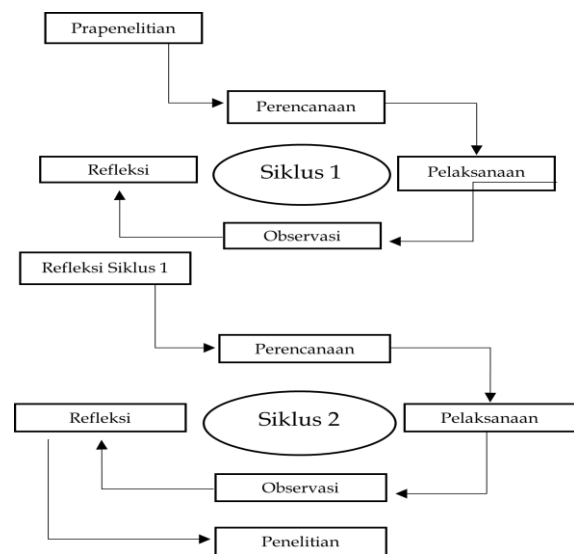 Prapenelitian
Perencanaan
Refleksi
Siklus 1
Pelaksanaan
Observasi
Refleksi Siklus 1
Perencanaan
Refleksi
Siklus 2
Pelaksanaan
Observasi
Penelitian